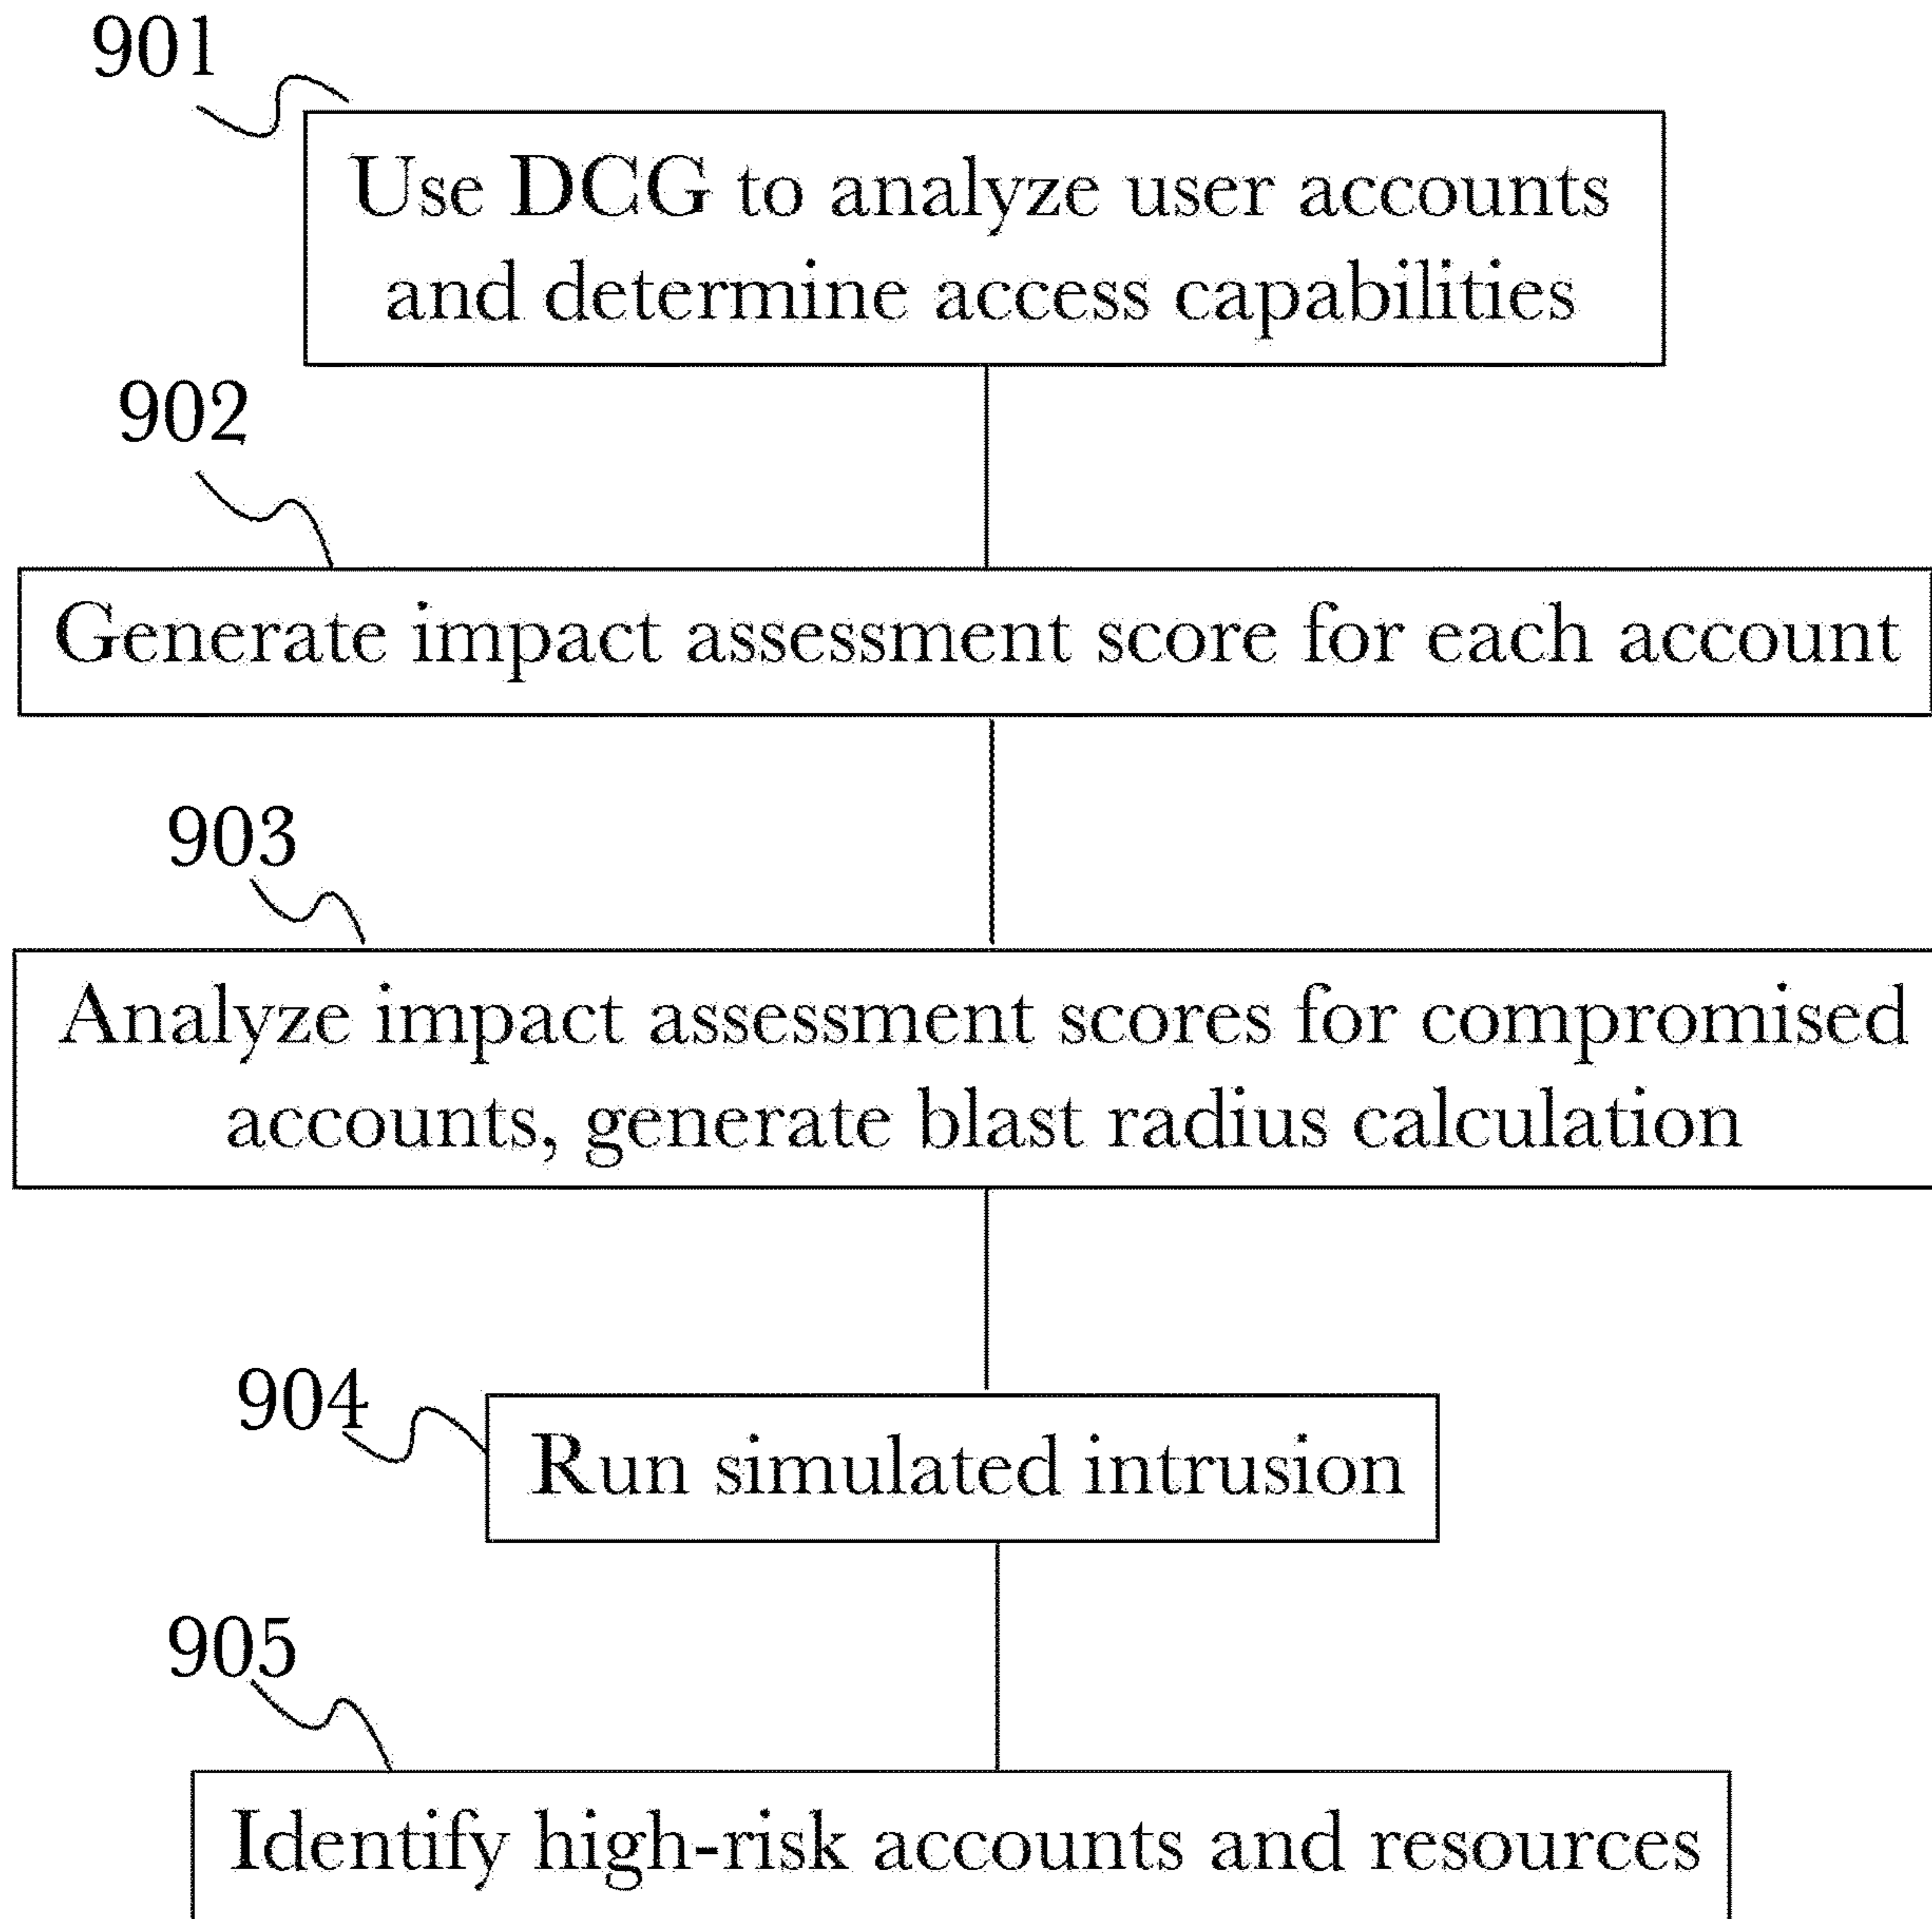 901
Use DCG to analyze user accounts
and determine access capabilities
902
Generate impact assessment score for each account
903
Analyze impact assessment scores for compromised
accounts, generate blast radius calculation
904
Run simulated intrusion
905
Identify high-risk accounts and resources